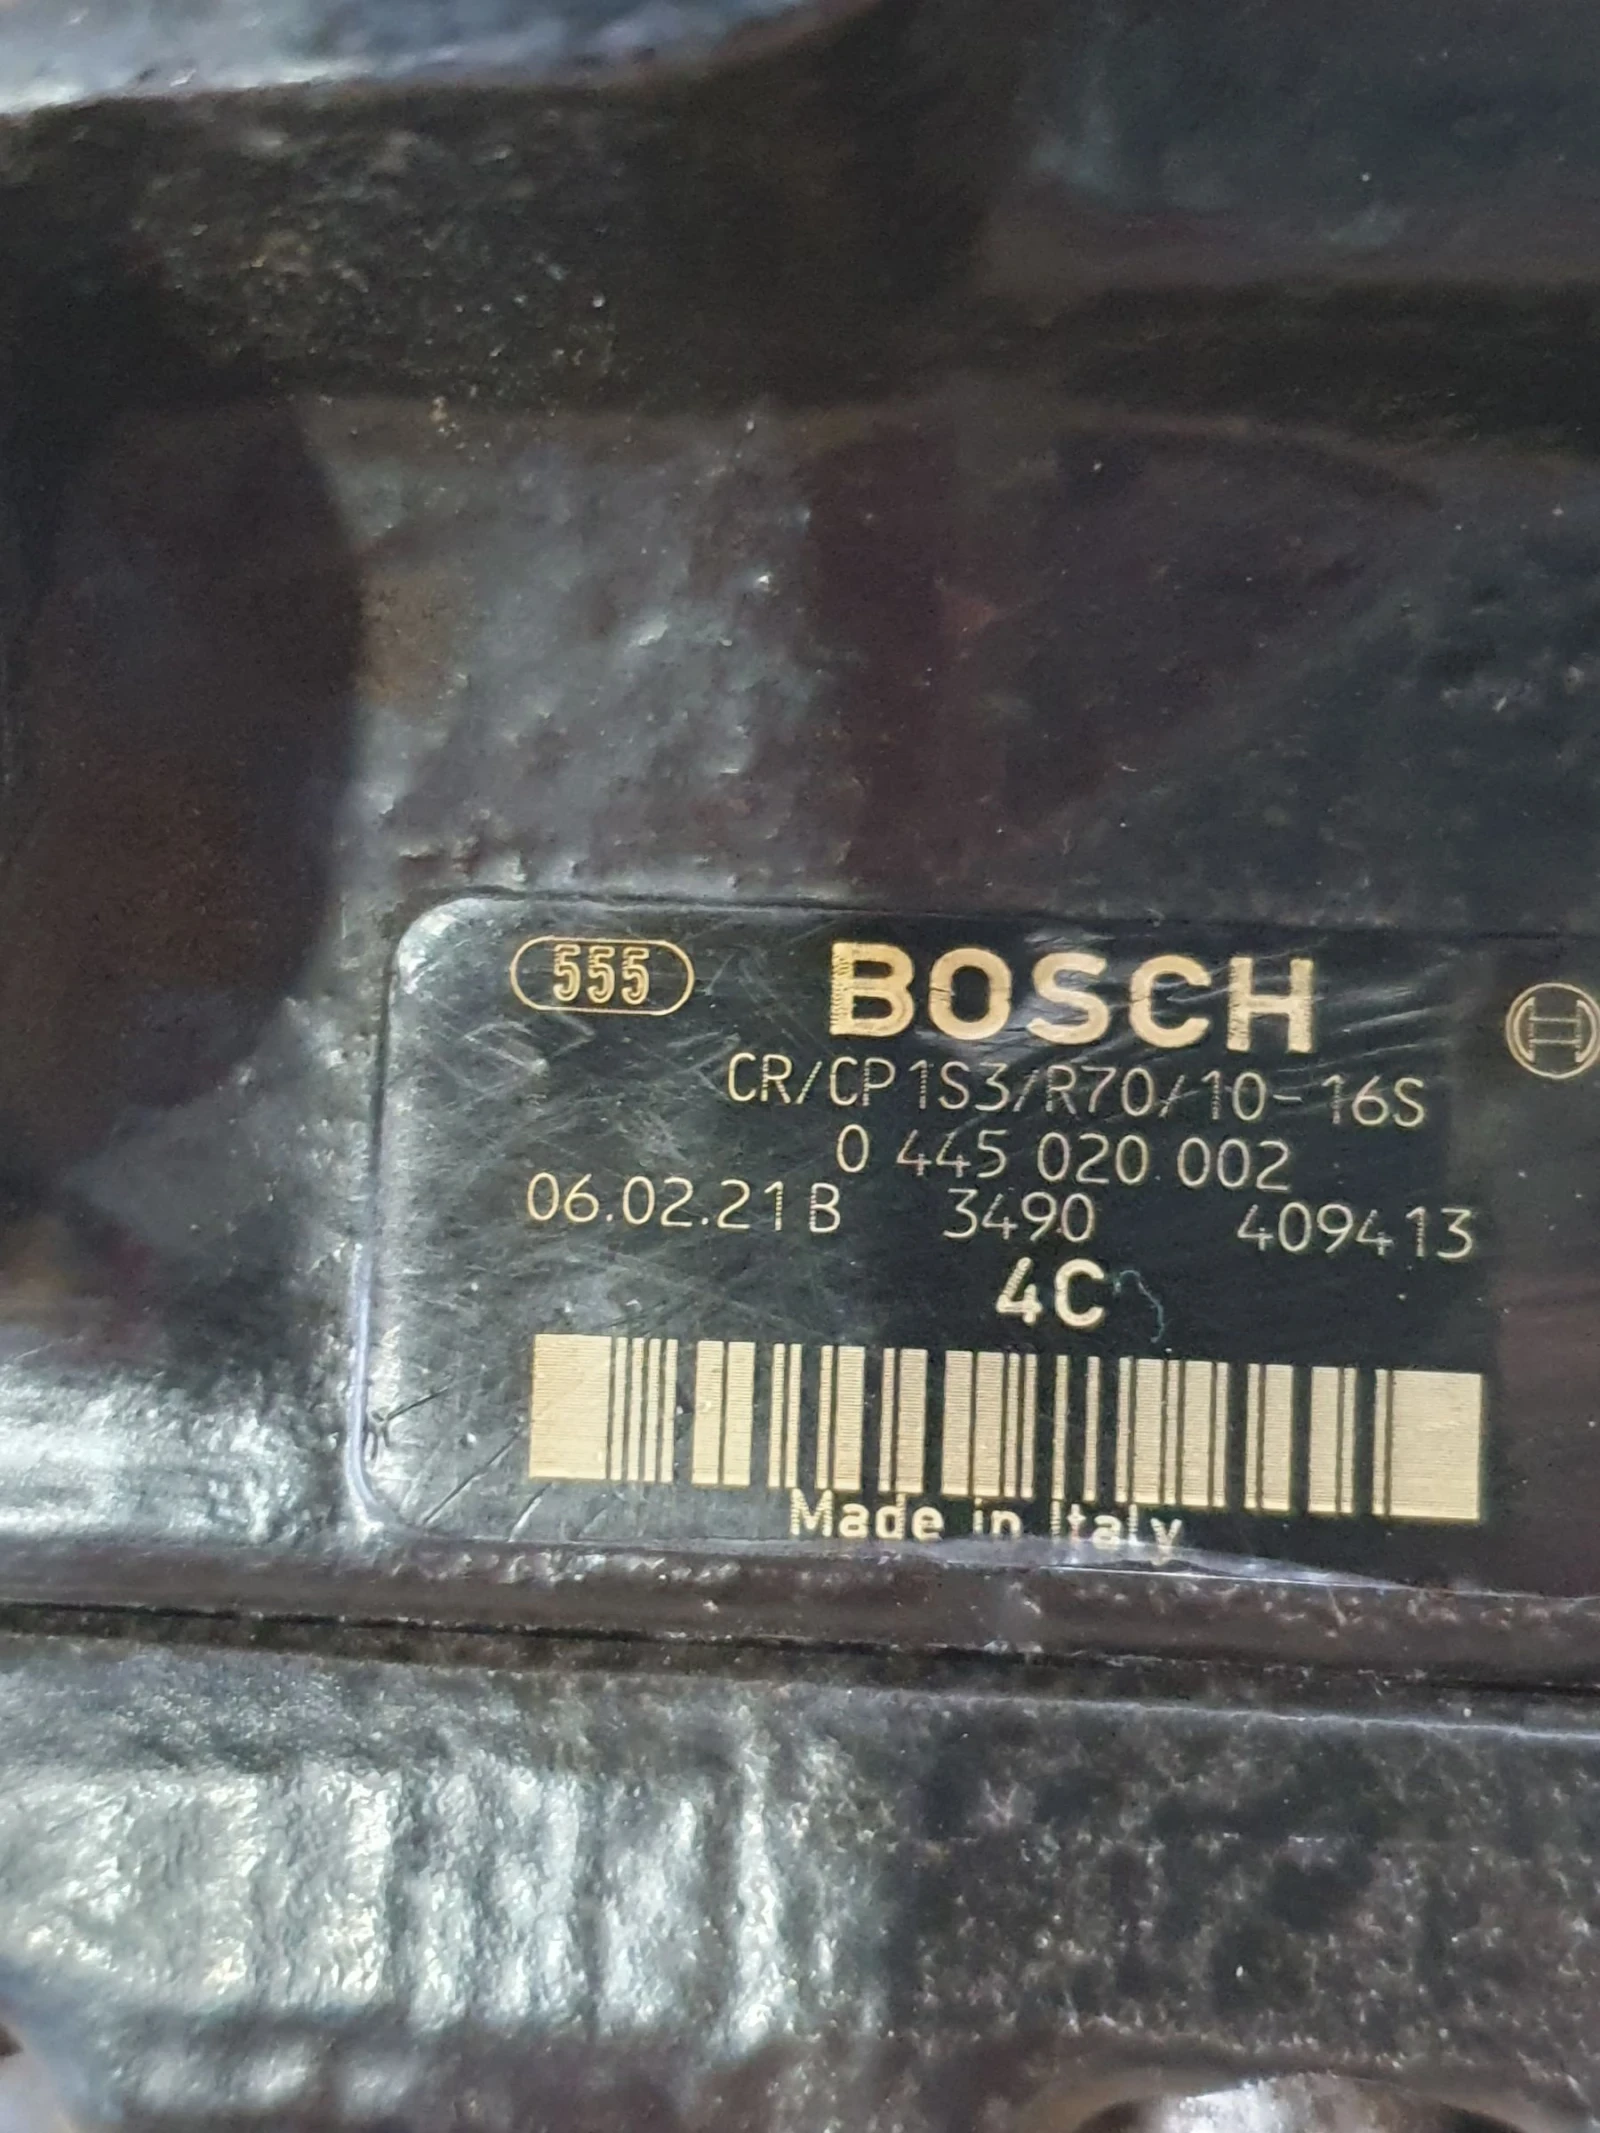 555 BOSCH
CR/CP1S3/R70/10-16S
0 445 020 002
06.02.21B 3490 409413
4C
Made in Italy